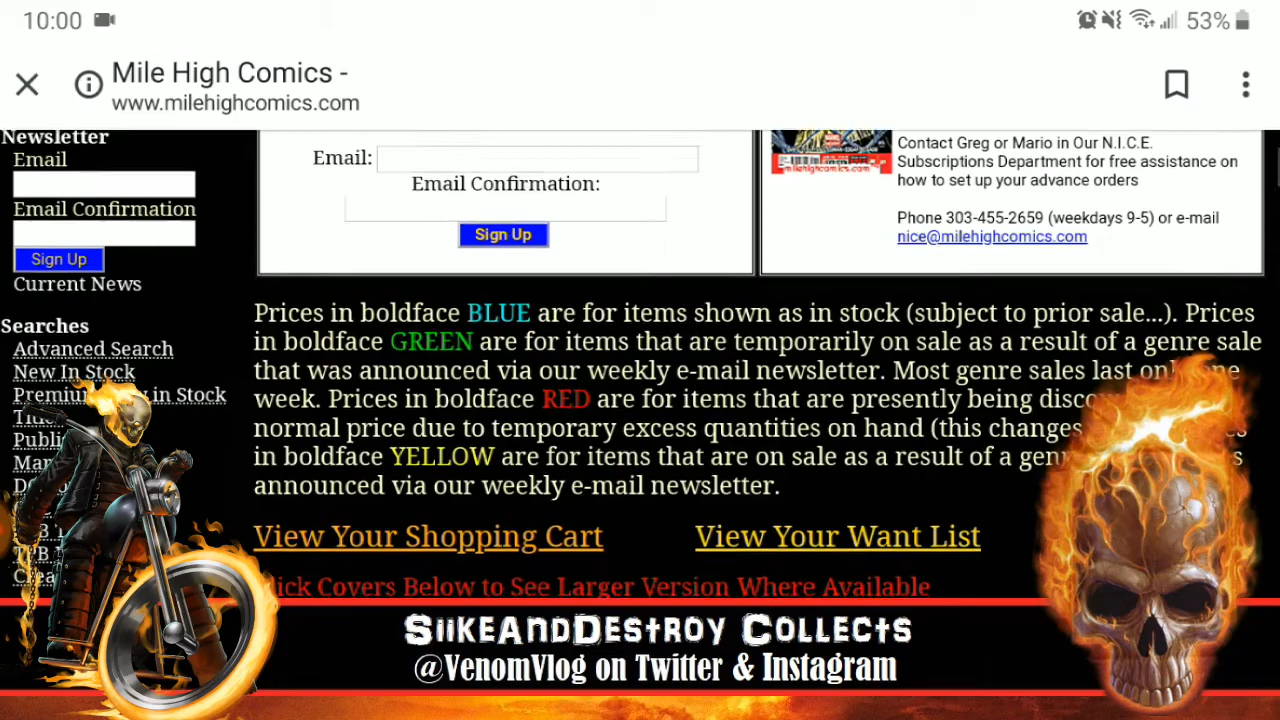 10:00
53%
Mile High Comics -
www.milehighcomics.com
Newsletter
Email
Email Confirmation
Sign Up
Current News
Searches
Advanced Search
New In Stock
Premium in Stock
Email:
Email Confirmation:
Sign Up
Contact Greg or Mario in Our N.I.C.E.
Subscriptions Department for free assistance on
how to set up your advance orders
Phone 303-455-2659 (weekdays 9-5) or e-mail
nice@milehighcomics.com
Prices in boldface BLUE are for items shown as in stock (subject to prior sale...). Prices
in boldface GREEN are for items that are temporarily on sale as a result of a genre sale
that was announced via our weekly e-mail newsletter. Most genre sales last only one
week. Prices in boldface RED are for items that are presently being
normal price due to temporary excess quantities on hand (this changes
in boldface YELLOW are for items that are on sale as a result of a
announced via our weekly e-mail newsletter.
View Your Shopping Cart
View Your Want List
Click Covers Below to See Larger Version Where Available
SiikeAndDestroy Collects
@VenomVlog on Twitter & Instagram